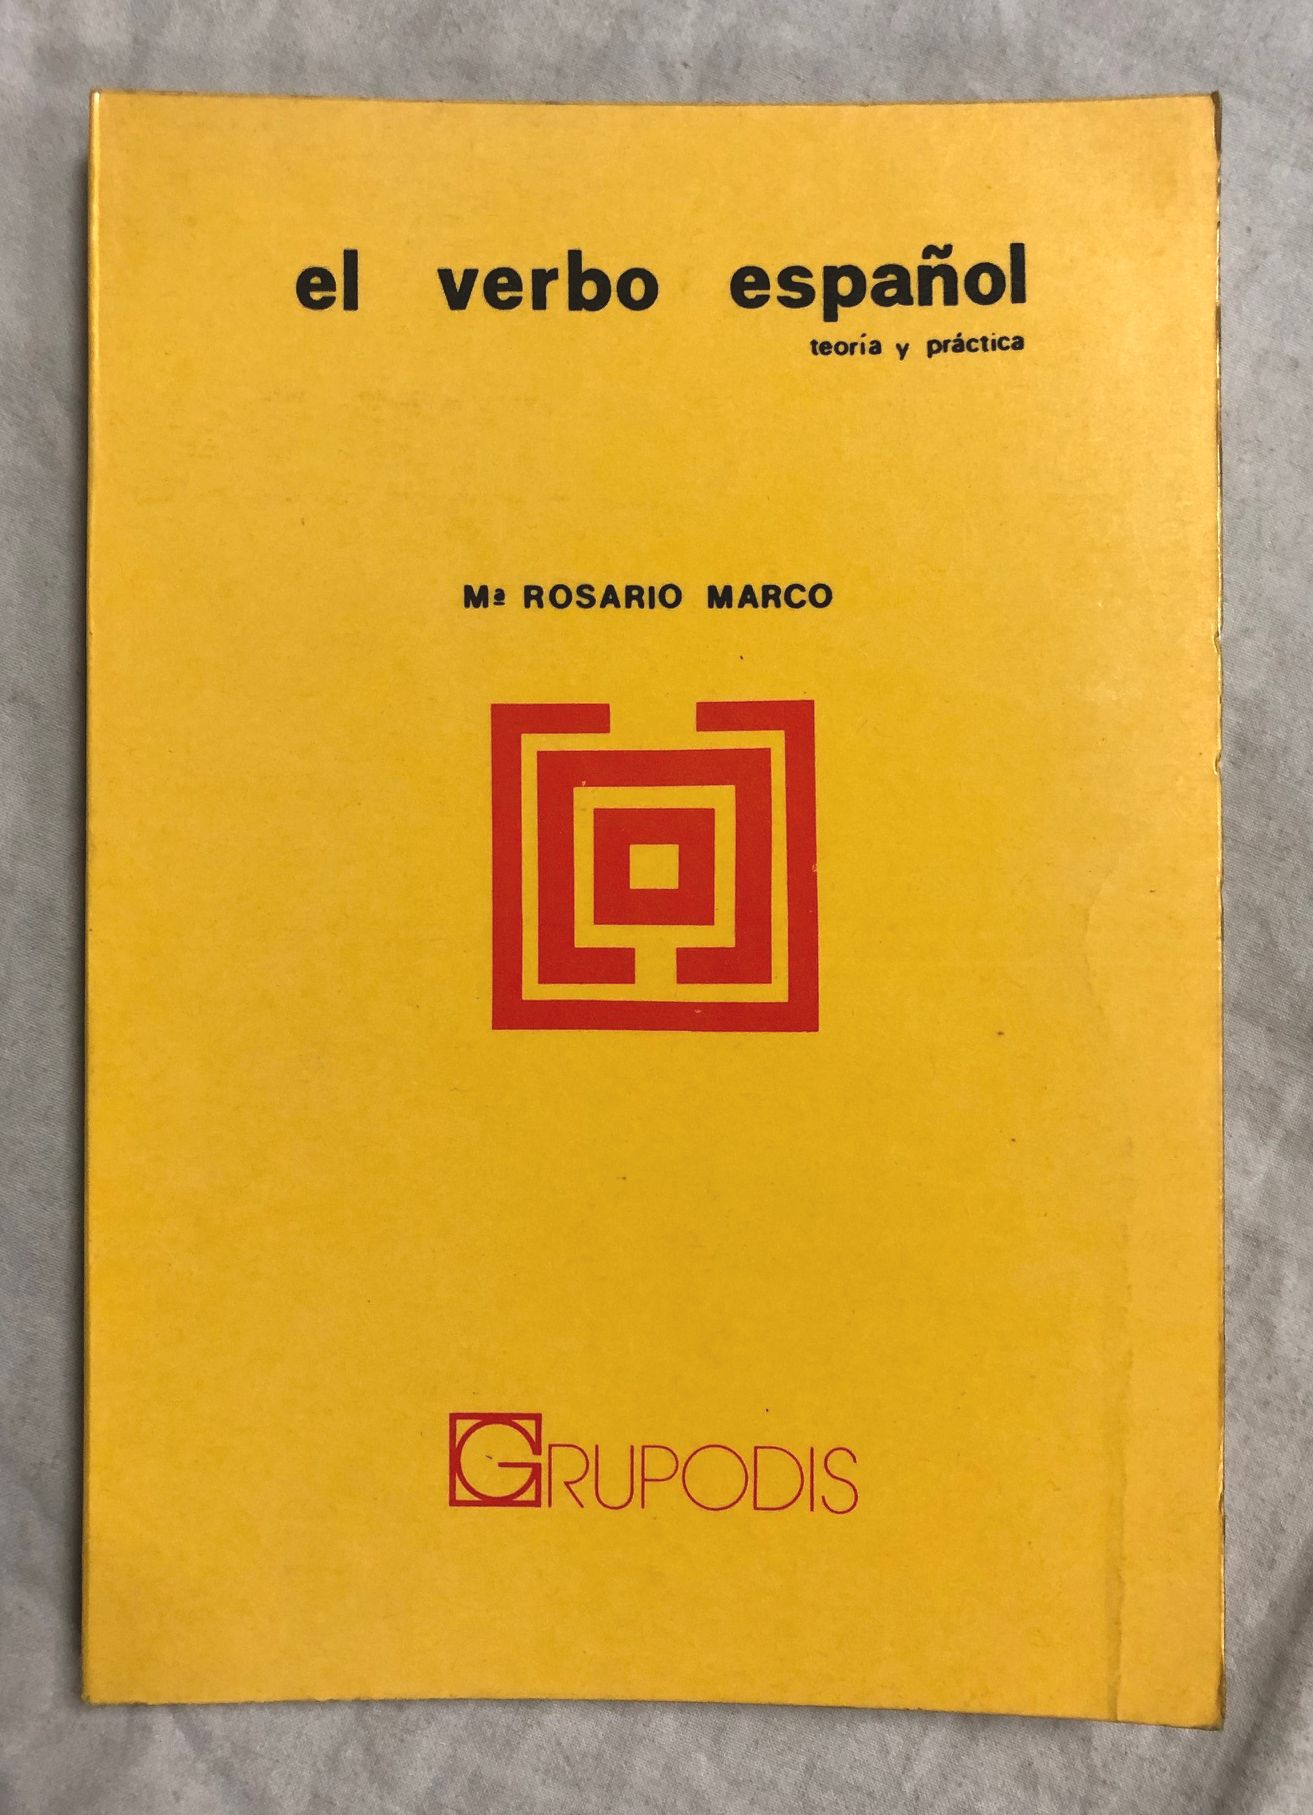 el verbo español
teoría y práctica
Mª ROSARIO MARCO
GRUPODIS